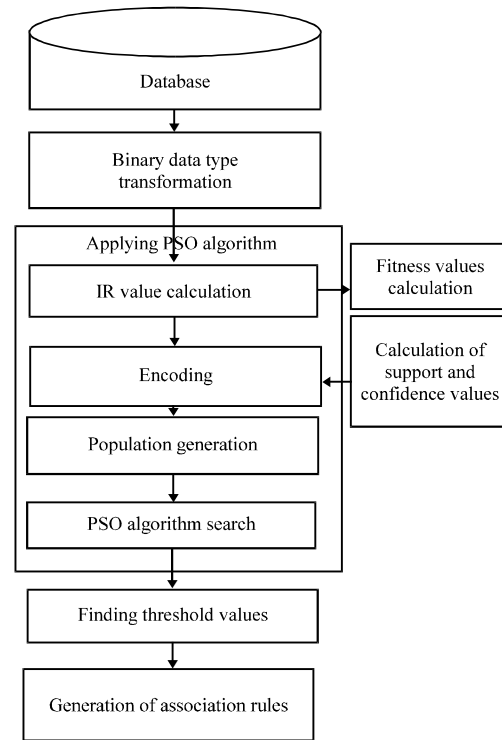 Database
Binary data type
transformation
Applying PSO algorithm
IR value calculation
Fitness values
calculation
Encoding
Calculation of
support and
confidence values
Population generation
PSO algorithm search
Finding threshold values
Generation of association rules